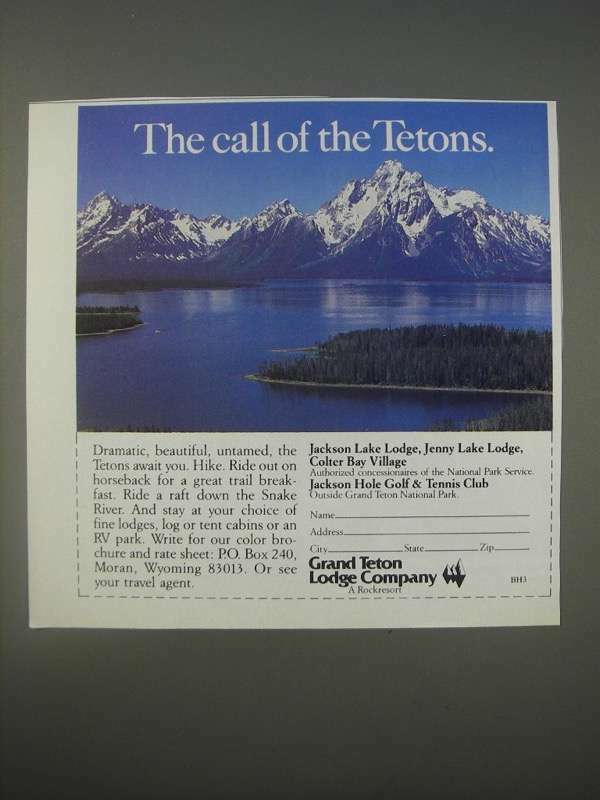 The call of the Tetons.
Dramatic, beautiful, untamed, the
Tetons await you. Hike. Ride out on
horseback for a great trail break-
fast. Ride a raft down the Snake
River. And stay at your choice of
fine lodges, log or tent cabins or an
RV park. Write for our color bro-
chure and rate sheet: P.O. Box 240,
Moran, Wyoming 83013. Or see
your travel agent.
Jackson Lake Lodge, Jenny Lake Lodge,
Colter Bay Village
Authorized concessionaires of the National Park Service.
Jackson Hole Golf & Tennis Club
Outside Grand Teton National Park.
Name
Address
City State Zip
Grand Teton
Lodge Company
A Rockresort
BH3